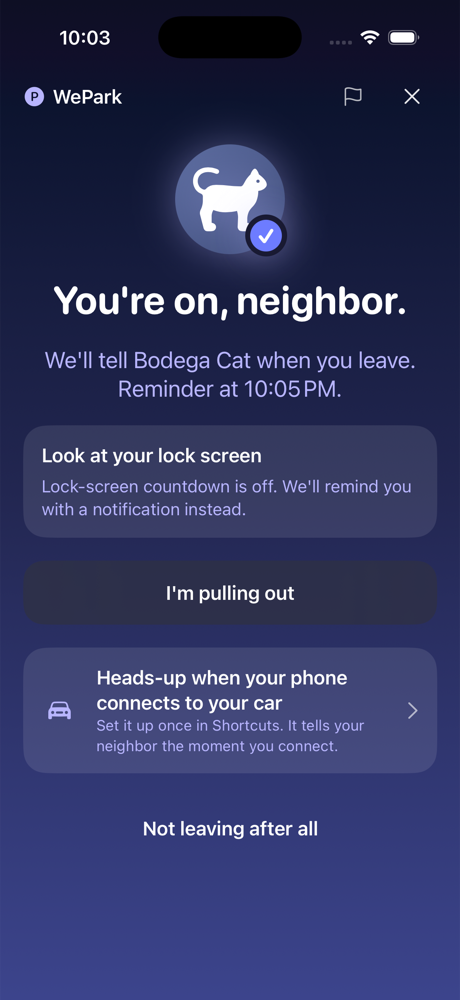 10:03
P WePark
You're on, neighbor.
We'll tell Bodega Cat when you leave.
Reminder at 10:05 PM.
Look at your lock screen
Lock-screen countdown is off. We'll remind you
with a notification instead.
I'm pulling out
Heads-up when your phone
connects to your car
Set it up once in Shortcuts. It tells your
neighbor the moment you connect.
Not leaving after all